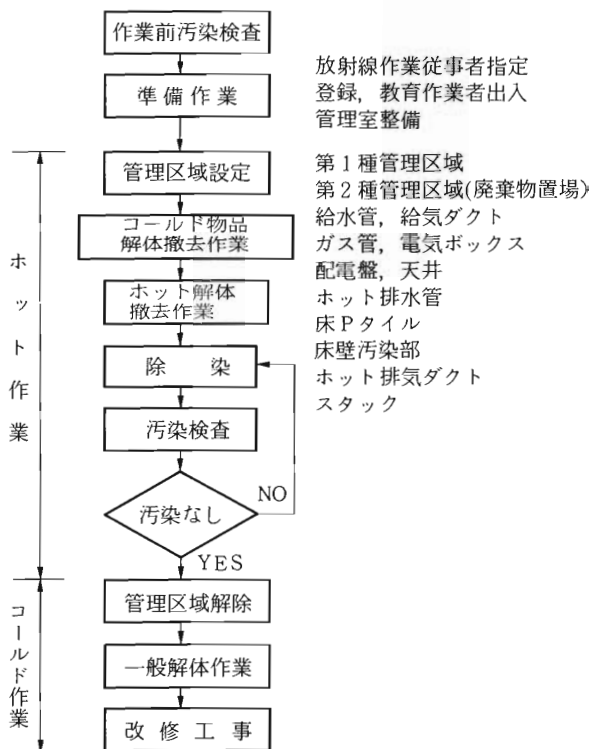 作業前汚染検査
準備作業
放射線作業従事者指定
登録，教育作業者出入
管理室整備
管理区域設定
第1種管理区域
第2種管理区域(廃棄物置場)
コールド物品
解体撤去作業
給水管，給気ダクト
ガス管，電気ボックス
配電盤，天井
ホット解体
撤去作業
ホット排水管
床Pタイル
床壁汚染部
ホット排気ダクト
スタック
除染
汚染検査
汚染なし
NO
YES
ホット作業
管理区域解除
一般解体作業
改修工事
コールド作業